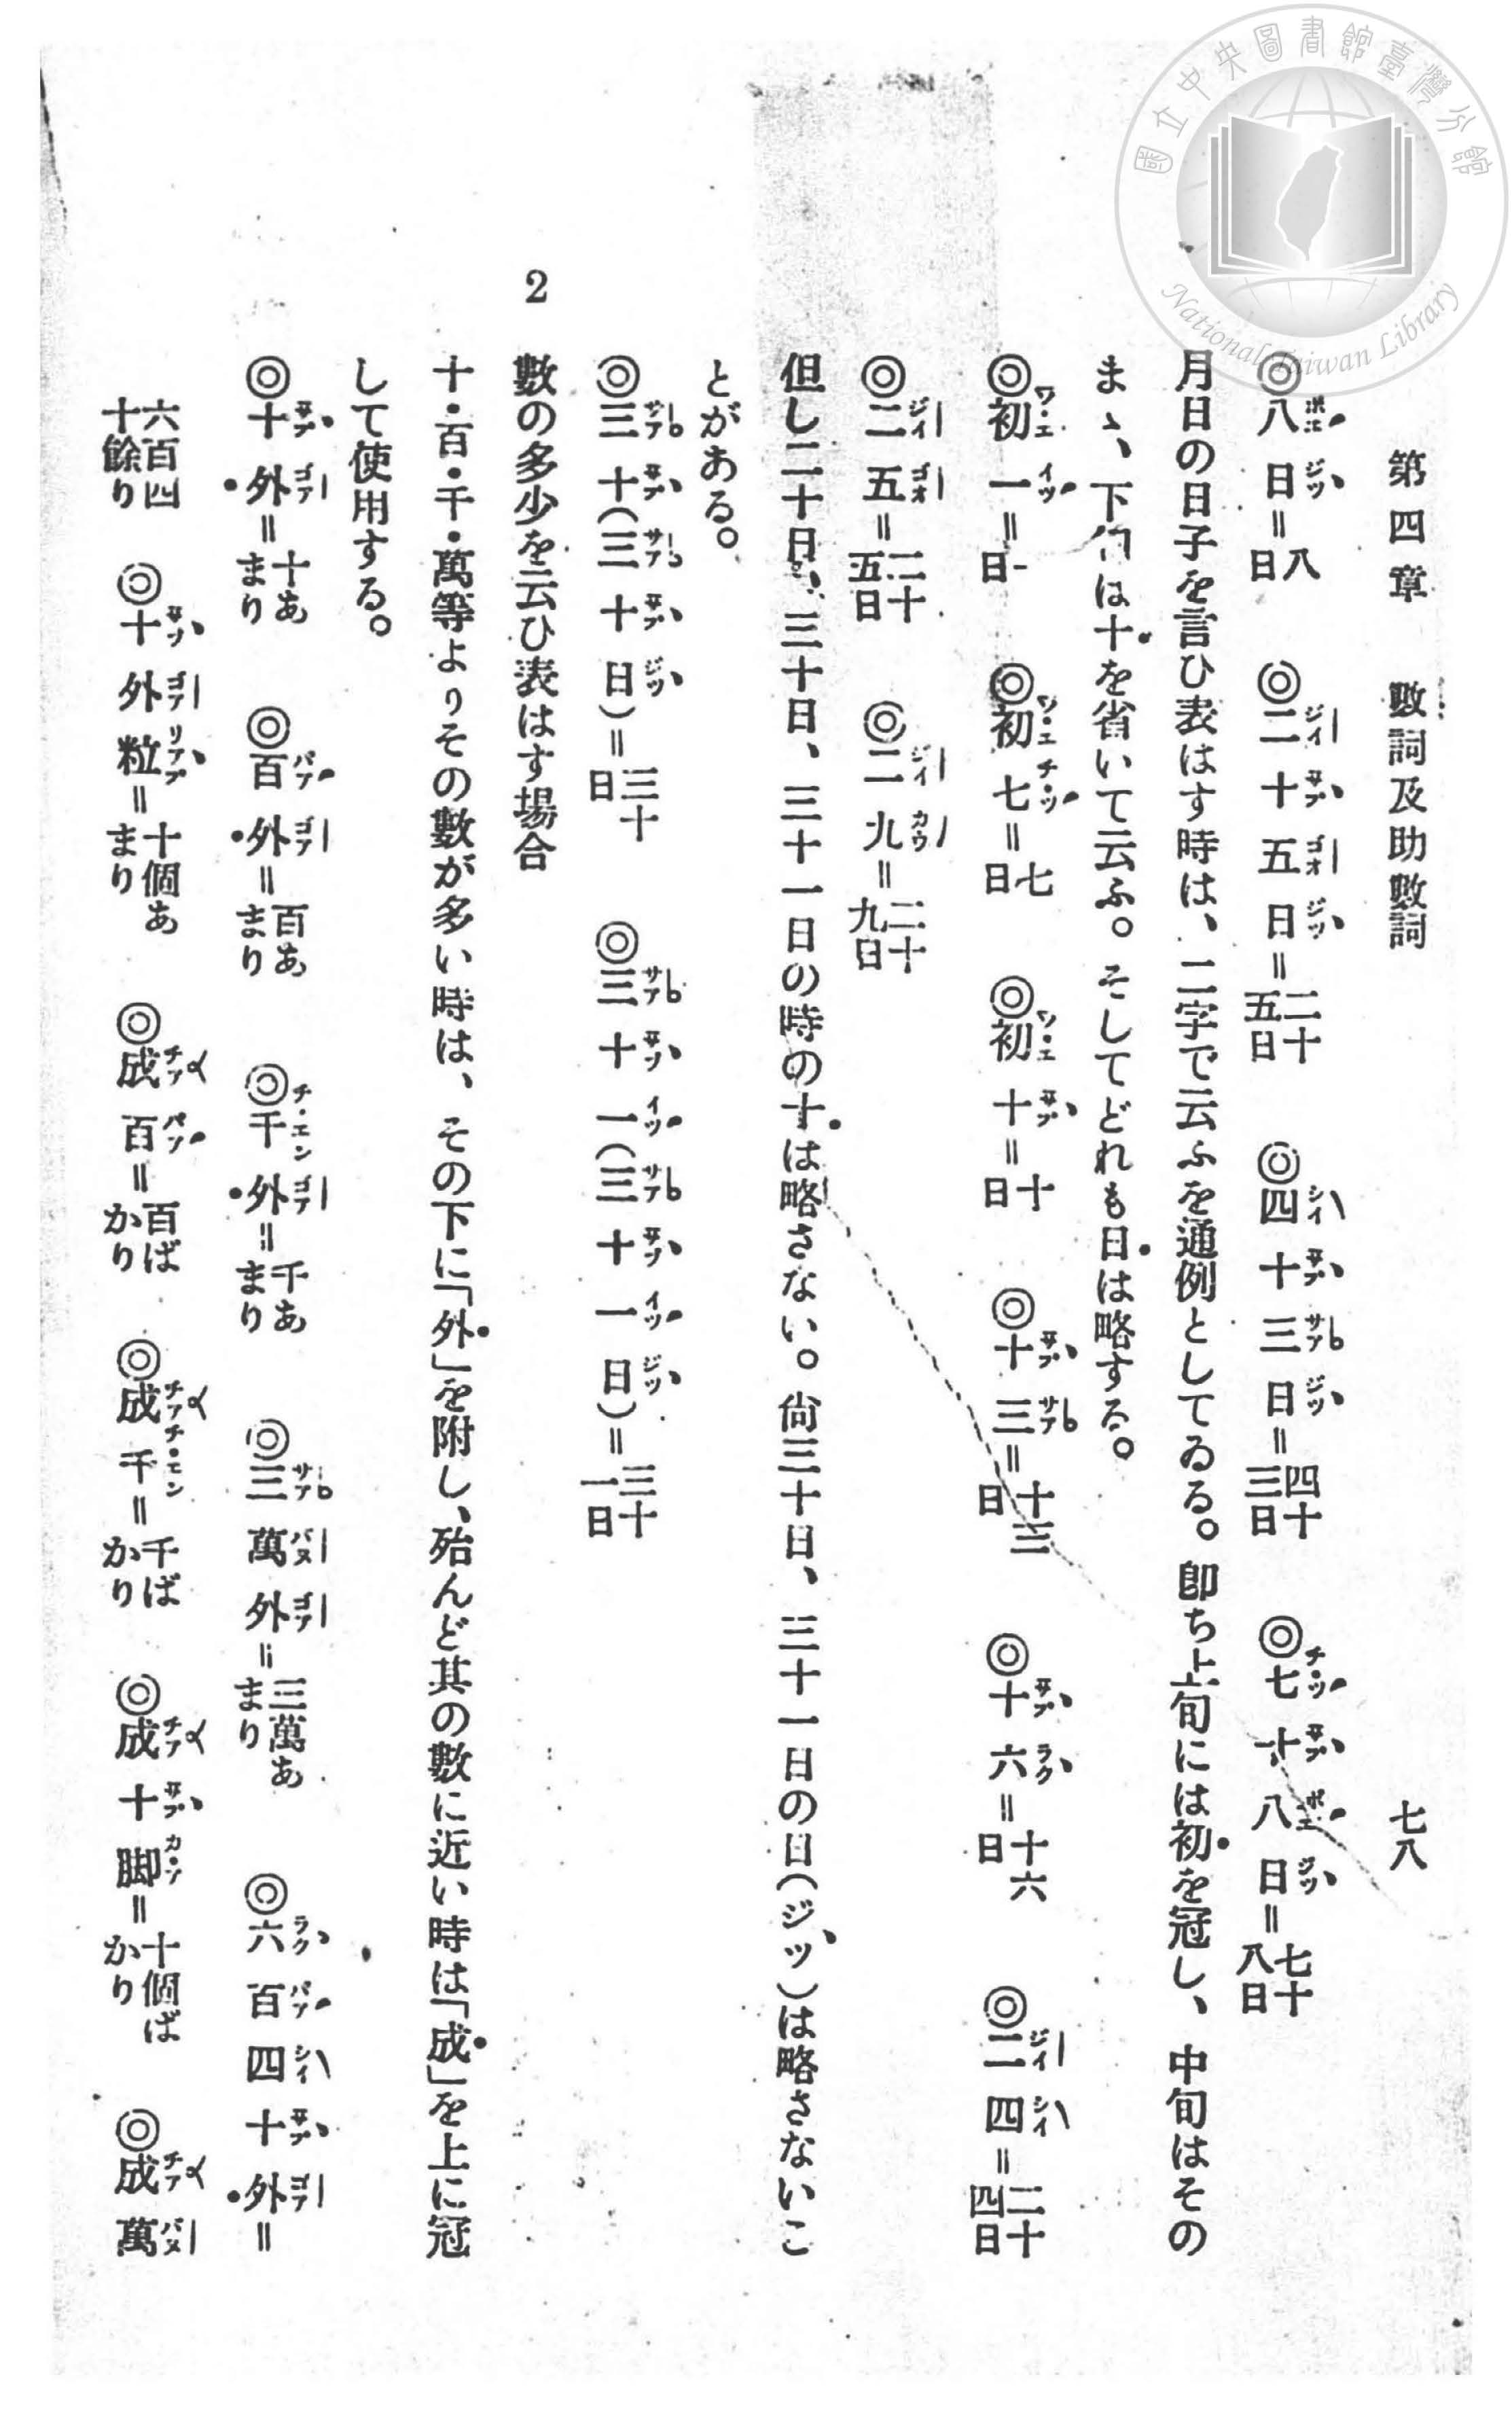 國立中央圖書館臺灣分館
National Taiwan Library
第四章 數詞及助數詞 七八
◎八日=八日 ◎二十五日=二十五日 ◎四十三日=四十三日 ◎七十八日=七十八日
月日の日子を言ひ表はす時は、二字で云ふを通例としてゐる。卽ち上旬には初を冠し、中旬はその
まゝ、下旬は十を省いて云ふ。そしてどれも日は略する。
◎初一=一日 ◎初七=七日 ◎初十=十日 ◎十三=十三日 ◎十六=十六日 ◎二四=二十四日
◎二五=二十五日 ◎二九=二十九日
但し二十日、三十日、三十一日の時の十は略さない。尙三十日、三十一日の日(ジッ)は略さないこ
とがある。
◎三十(三十日)=三十日 ◎三十一(三十一日)=三十一日
2 數の多少を云ひ表はす場合
十・百・千・萬等よりその數が多い時は、その下に「外」を附し、殆んど其の數に近い時は「成」を上に冠
して使用する。
◎十外=十あまり ◎百外=百あまり ◎千外=千あまり ◎三萬外=三萬あまり ◎六百四十外=
六百四十餘り ◎十外粒=十個あまり ◎成百=百ばかり ◎成千=千ばかり ◎成十脚=十個ばかり ◎成萬